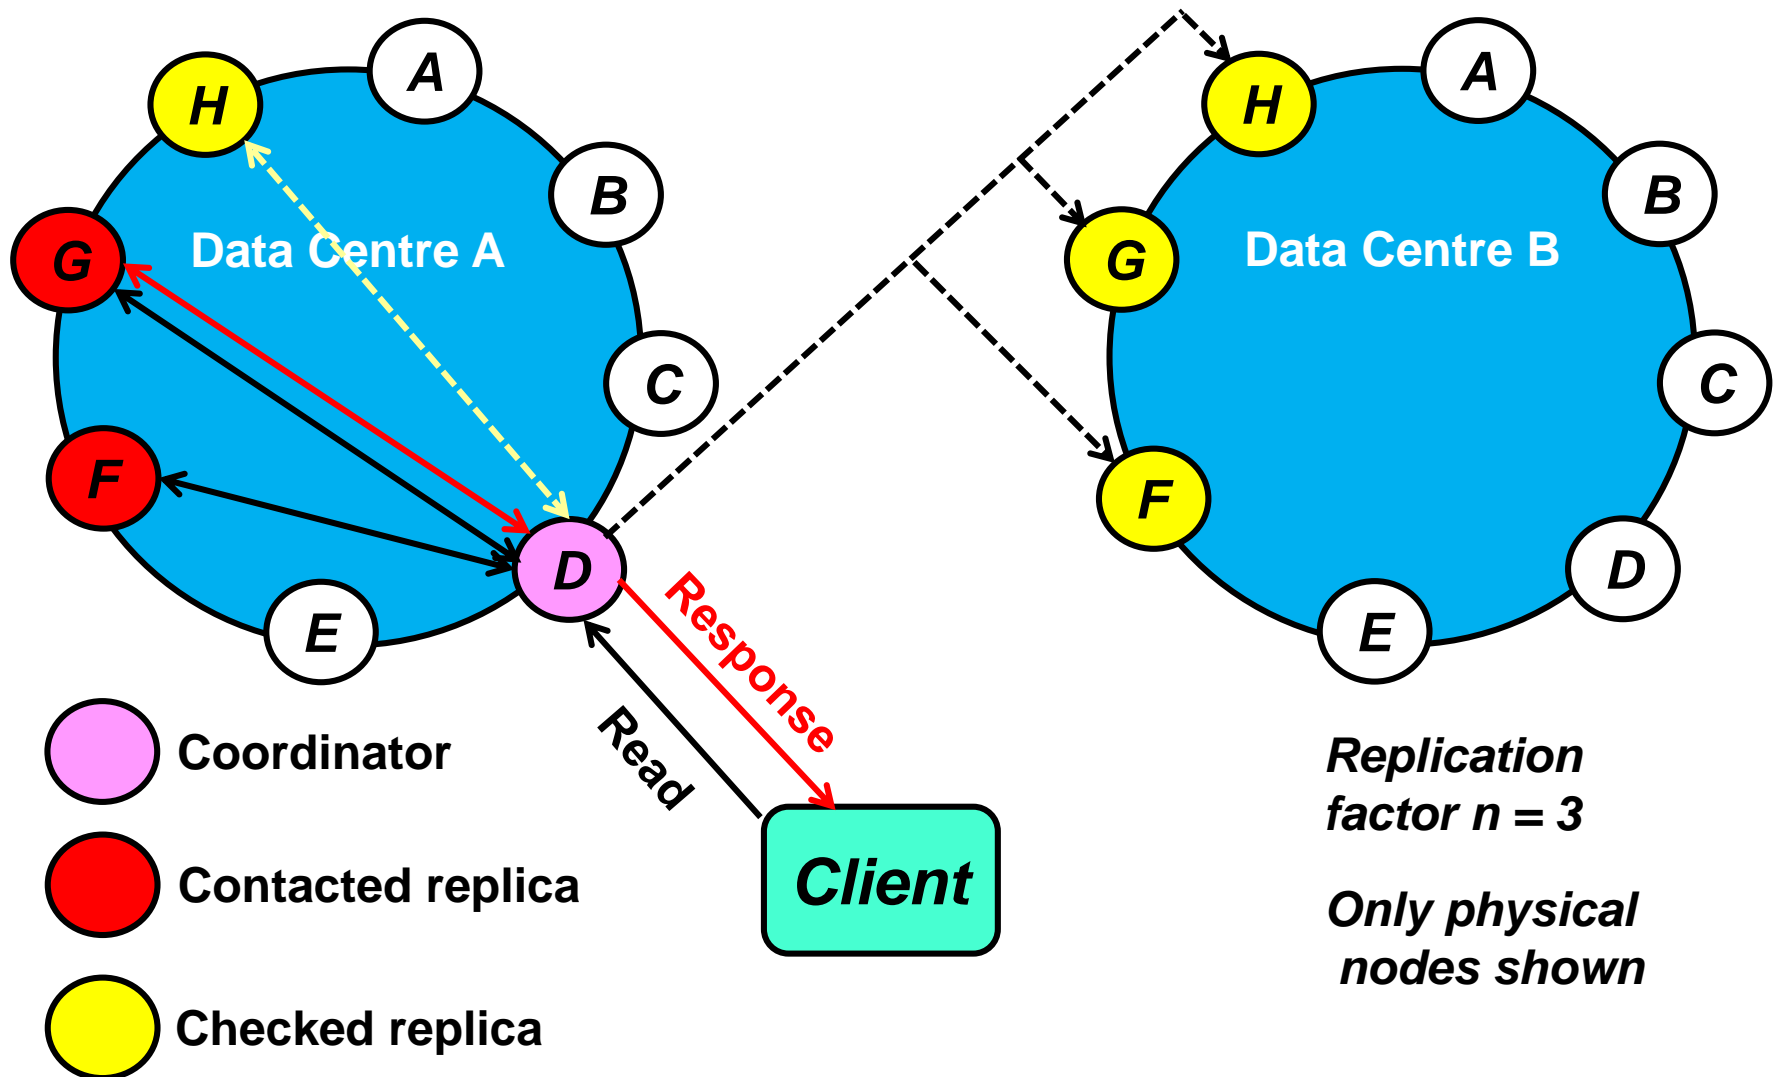 A
H
B
G
Data Centre A
C
F
D
E
A
H
B
G
Data Centre B
C
F
D
E
Response
Read
Client
Coordinator
Contacted replica
Checked replica
Replication
factor n = 3
Only physical
nodes shown